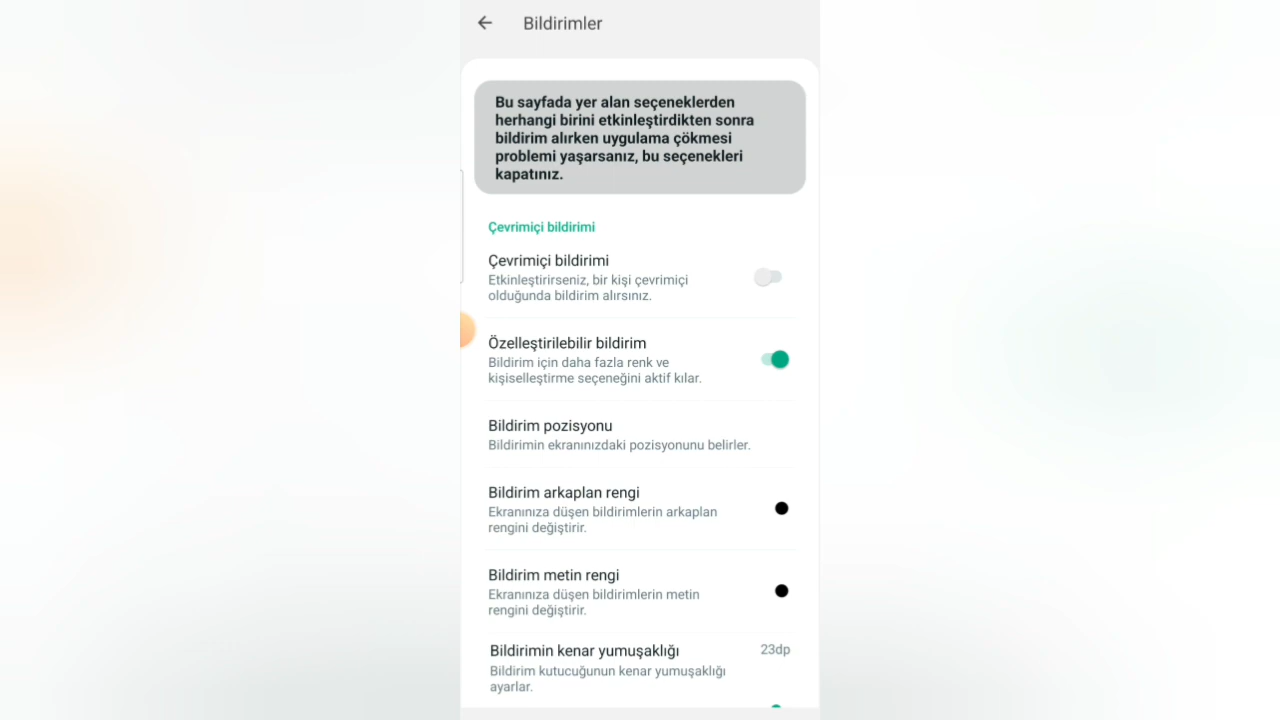 Bildirimler
Bu sayfada yer alan seçeneklerden
herhangi birini etkinleştirdikten sonra
bildirim alırken uygulama çökmesi
problemi yaşarsanız, bu seçenekleri
kapatınız.
Çevrimiçi bildirimi
Çevrimiçi bildirimi
Etkinleştirirseniz, bir kişi çevrimiçi
olduğunda bildirim alırsınız.
Özelleştirilebilir bildirim
Bildirim için daha fazla renk ve
kişiselleştirme seçeneğini aktif kılar.
Bildirim pozisyonu
Bildirimin ekranınızdaki pozisyonunu belirler.
Bildirim arkaplan rengi
Ekranınıza düşen bildirimlerin arkaplan
rengini değiştirir.
Bildirim metin rengi
Ekranınıza düşen bildirimlerin metin
rengini değiştirir.
Bildirimin kenar yumuşaklığı 23dp
Bildirim kutucuğunun kenar yumuşaklığı
ayarlar.